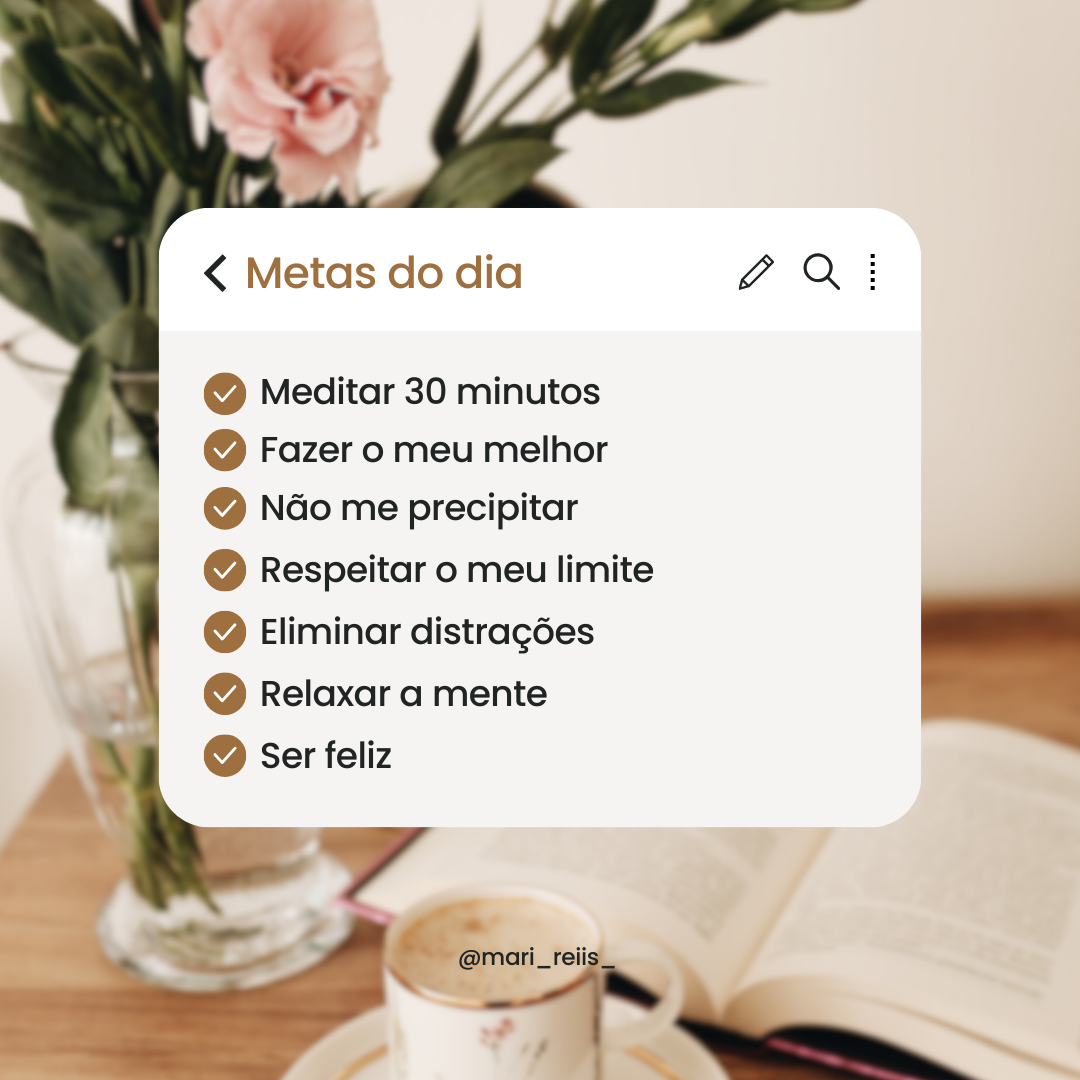 Metas do dia
Meditar 30 minutos
Fazer o meu melhor
Não me precipitar
Respeitar o meu limite
Eliminar distrações
Relaxar a mente
Ser feliz
@mari_reiis_